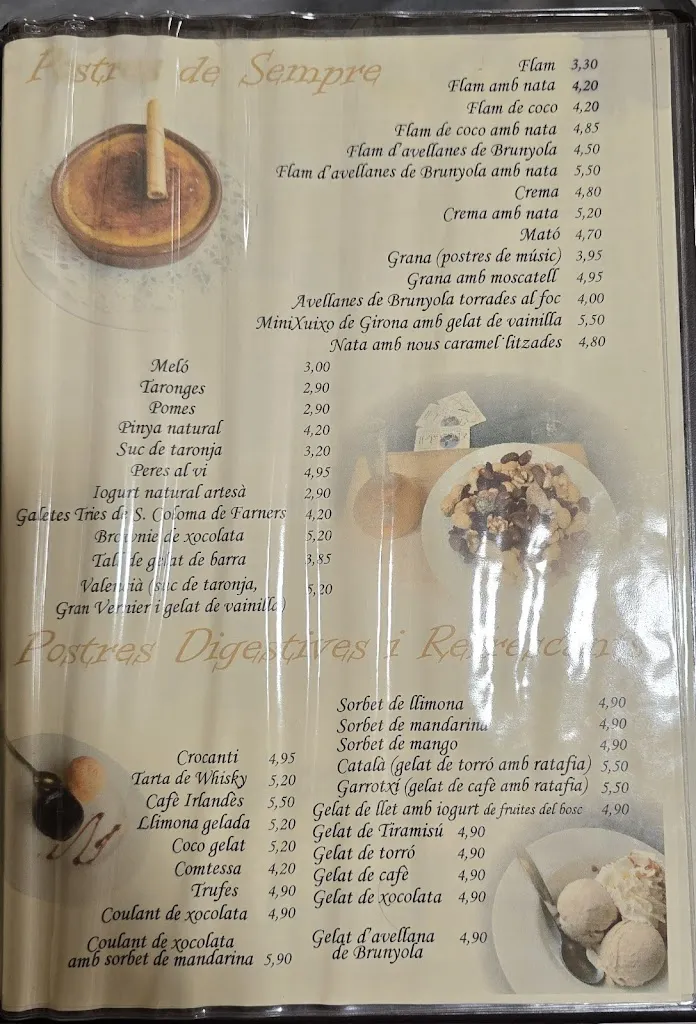 Postres de Sempre
Flam 3,30
Flam amb nata 4,20
Flam de coco 4,20
Flam de coco amb nata 4,85
Flam d'avellanes de Brunyola 4,50
Flam d'avellanes de Brunyola amb nata 5,50
Crema 4,80
Crema amb nata 5,20
Mató 4,70
Grana (postres de músic) 3,95
Grana amb moscatell 4,95
Avellanes de Brunyola torrades al foc 4,00
MiniXuixo de Girona amb gelat de vainilla 5,50
Nata amb nous caramel·litzades 4,80
Meló 3,00
Taronges 2,90
Pomes 2,90
Pinya natural 4,20
Suc de taronja 3,20
Peres al vi 4,95
Iogurt natural artesà 2,90
Galetes Tries de S. Coloma de Farners 4,20
Brownie de xocolata 5,20
Tall de gelat de barra 3,85
Valencià (suc de taronja, 5,20
Gran Vernier i gelat de vainilla)
Postres Digestives i Refrescants
Sorbet de llimona 4,90
Sorbet de mandarina 4,90
Sorbet de mango 4,90
Català (gelat de torró amb ratafia) 5,50
Garrotxí (gelat de cafè amb ratafia) 5,50
Gelat de llet amb iogurt de fruites del bosc 4,90
Gelat de Tiramisú 4,90
Gelat de torró 4,90
Gelat de cafè 4,90
Gelat de xocolata 4,90
Gelat d'avellana 4,90
de Brunyola
Crocanti 4,95
Tarta de Whisky 5,20
Cafè Irlandès 5,50
Llimona gelada 5,20
Coco gelat 5,20
Comtessa 4,20
Trufes 4,90
Coulant de xocolata 4,90
Coulant de xocolata
amb sorbet de mandarina 5,90